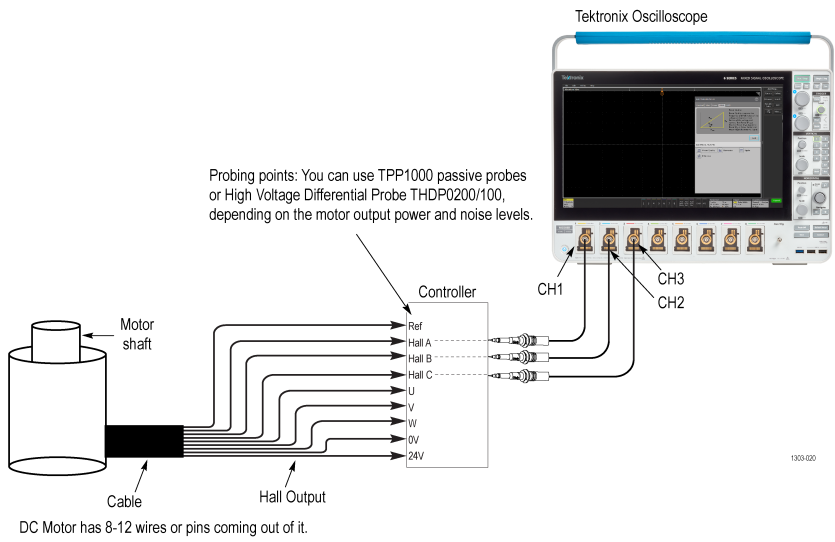 Tektronix Oscilloscope
Tektronix
Probing points: You can use TPP1000 passive probes
or High Voltage Differential Probe THDP0200/100,
depending on the motor output power and noise levels.
CH1
CH3
CH2
Controller
Motor
shaft
Ref
Hall A
Hall B
Hall C
U
V
W
0V
24V
1303-020
Cable
Hall Output
DC Motor has 8-12 wires or pins coming out of it.